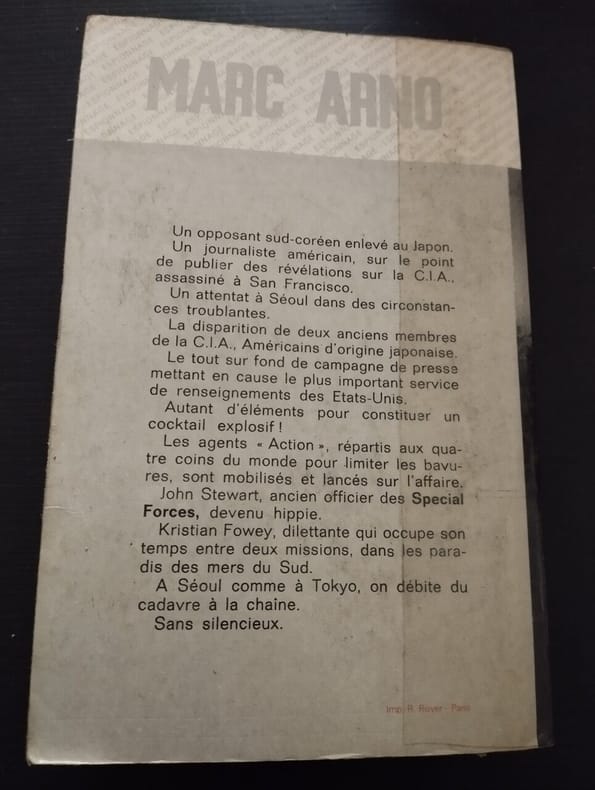 MARC ARNO
Un opposant sud-coréen enlevé au Japon.
Un journaliste américain, sur le point
de publier des révélations sur la C.I.A.,
assassiné à San Francisco.
Un attentat à Séoul dans des circonstan-
ces troublantes.
La disparition de deux anciens membres
de la C.I.A., Américains d'origine japonaise.
Le tout sur fond de campagne de presse
mettant en cause le plus important service
de renseignements des Etats-Unis.
Autant d'éléments pour constituer un
cocktail explosif !
Les agents « Action », répartis aux qua-
tre coins du monde pour limiter les bavu-
res, sont mobilisés et lancés sur l'affaire.
John Stewart, ancien officier des Special
Forces, devenu hippie.
Kristian Fowey, dilettante qui occupe son
temps entre deux missions, dans les para-
dis des mers du Sud.
A Séoul comme à Tokyo, on débite du
cadavre à la chaîne.
Sans silencieux.
Imp. R. Royer - Paris